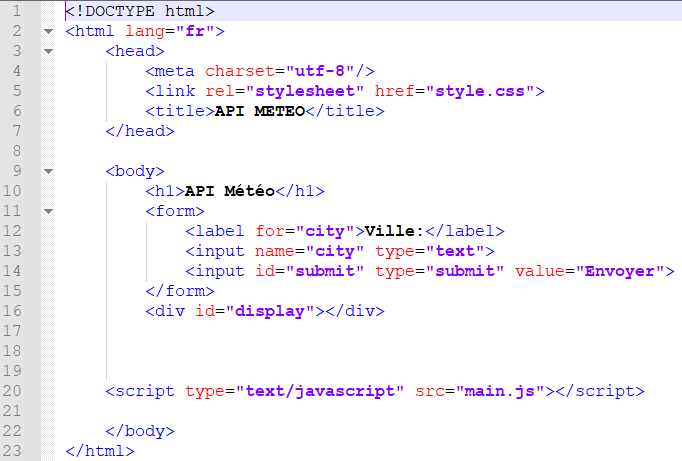 1 <!DOCTYPE html>
2 <html lang="fr">
3     <head>
4         <meta charset="utf-8"/>
5         <link rel="stylesheet" href="style.css">
6         <title>API METEO</title>
7     </head>
8
9     <body>
10         <h1>API Météo</h1>
11         <form>
12             <label for="city">Ville:</label>
13             <input name="city" type="text">
14             <input id="submit" type="submit" value="Envoyer">
15         </form>
16         <div id="display"></div>
17
18
19
20     <script type="text/javascript" src="main.js"></script>
21
22     </body>
23 </html>